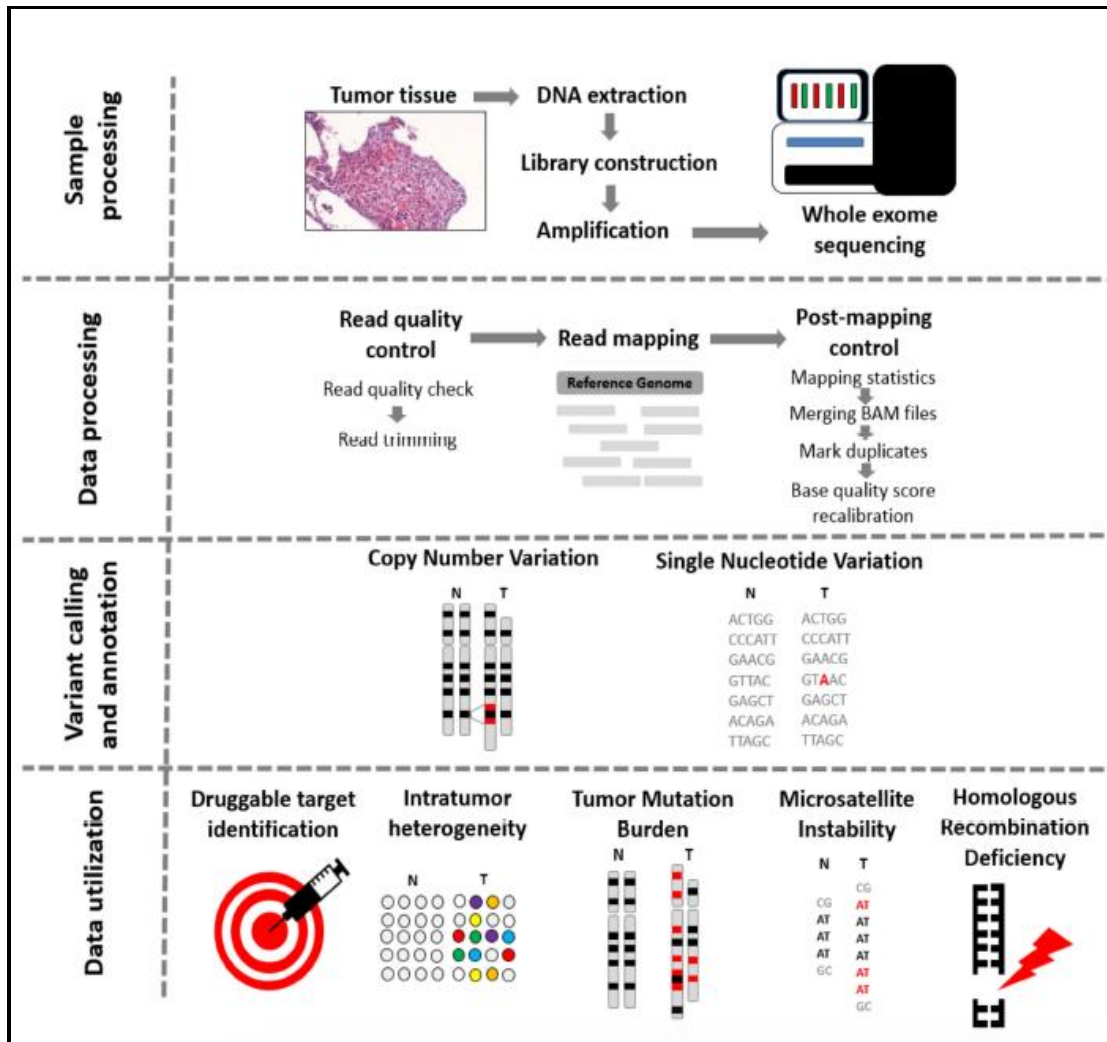 Sample
processing
Tumor tissue
DNA extraction
Library construction
Amplification
Whole exome
sequencing
Data processing
Read quality
control
Read quality check
Read trimming
Read mapping
Reference Genome
Post-mapping
control
Mapping statistics
Merging BAM files
Mark duplicates
Base quality score
recalibration
Variant calling
and annotation
Copy Number Variation
N T
Single Nucleotide Variation
N T
ACTGG ACTGG
CCCATT CCCATT
GAACG GAACG
GTTAC GTAAC
GAGCT GAGCT
ACAGA ACAGA
TTAGC TTAGC
Data utilization
Druggable target
identification
Intratumor
heterogeneity
N T
Tumor Mutation
Burden
N T
Microsatellite
Instability
N T
CG
CG AT
AT AT
AT AT
AT AT
GC AT
AT
GC
Homologous
Recombination
Deficiency